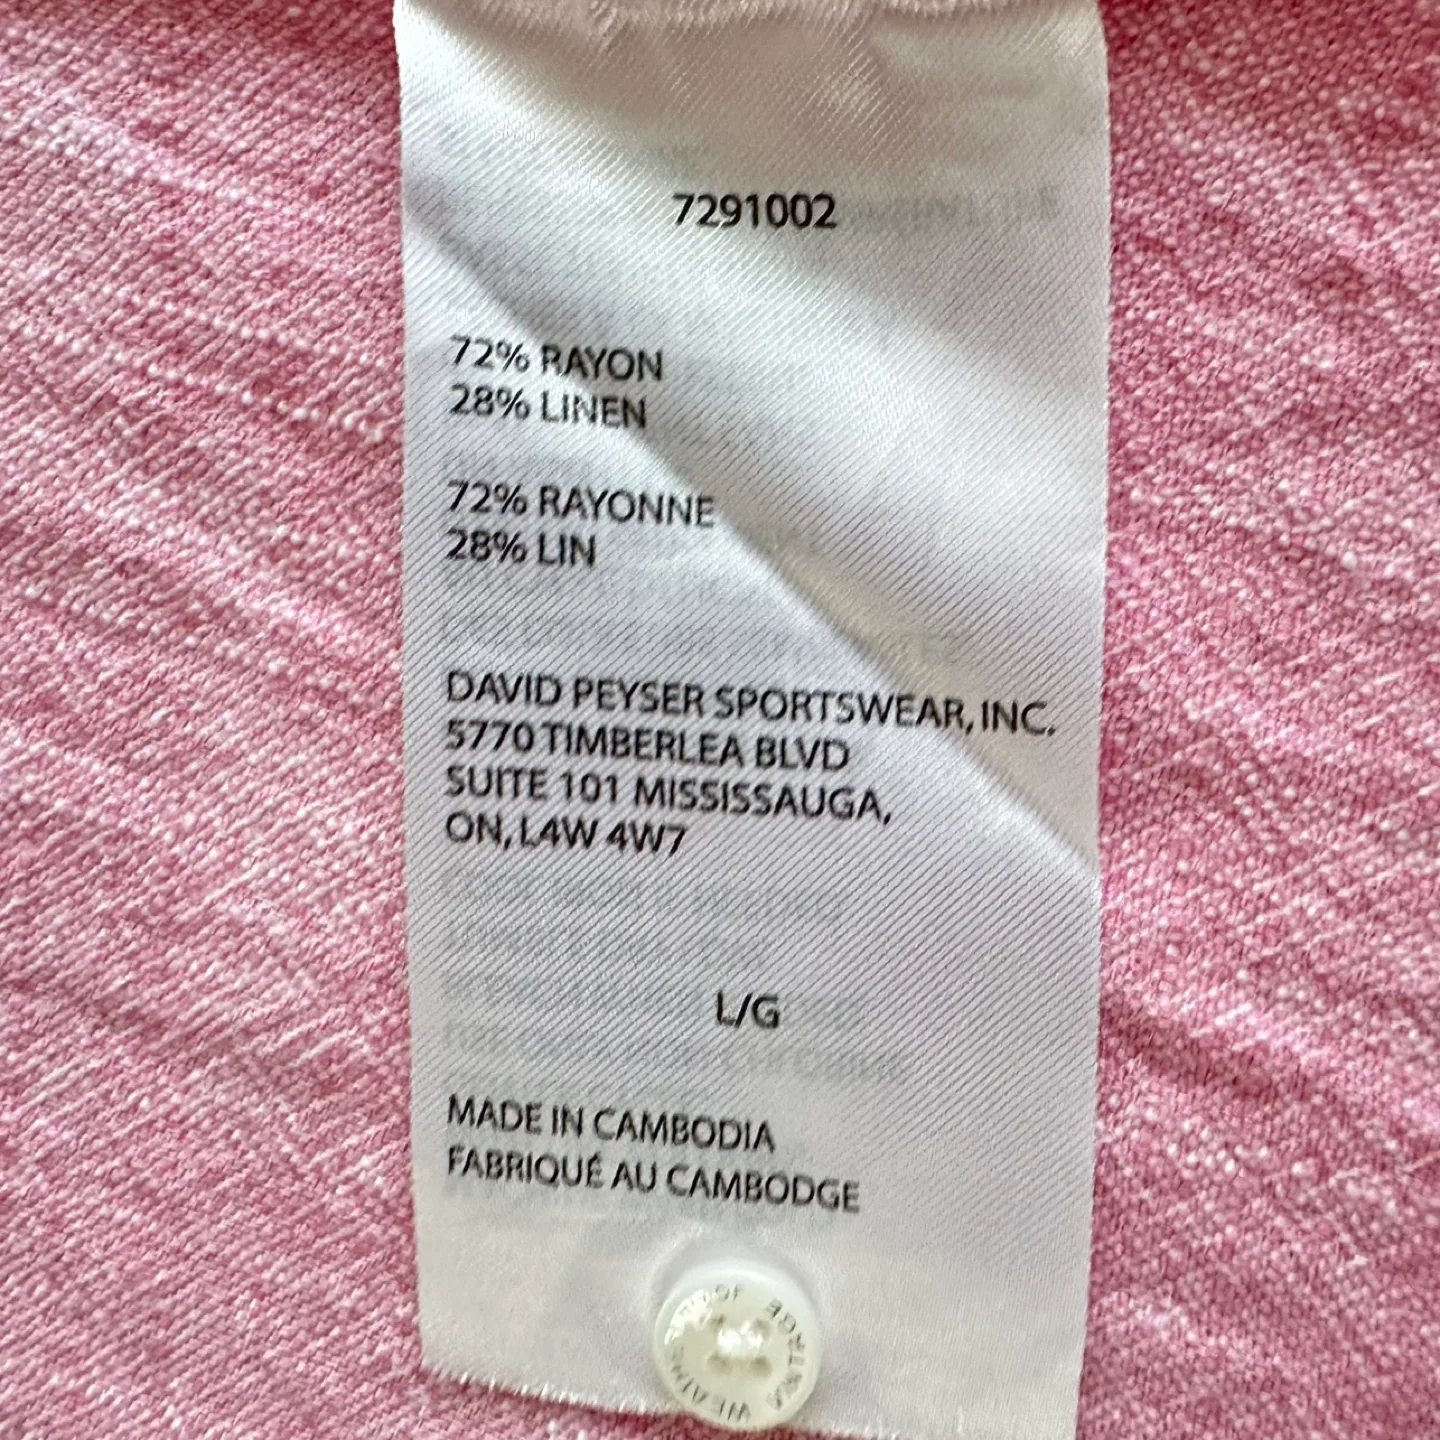 7291002
72% RAYON
28% LINEN
72% RAYONNE
28% LIN
DAVID PEYSER SPORTSWEAR, INC.
5770 TIMBERLEA BLVD
SUITE 101 MISSISSAUGA,
ON, L4W 4W7
L/G
MADE IN CAMBODIA
FABRIQUÉ AU CAMBODGE
VINTAGE